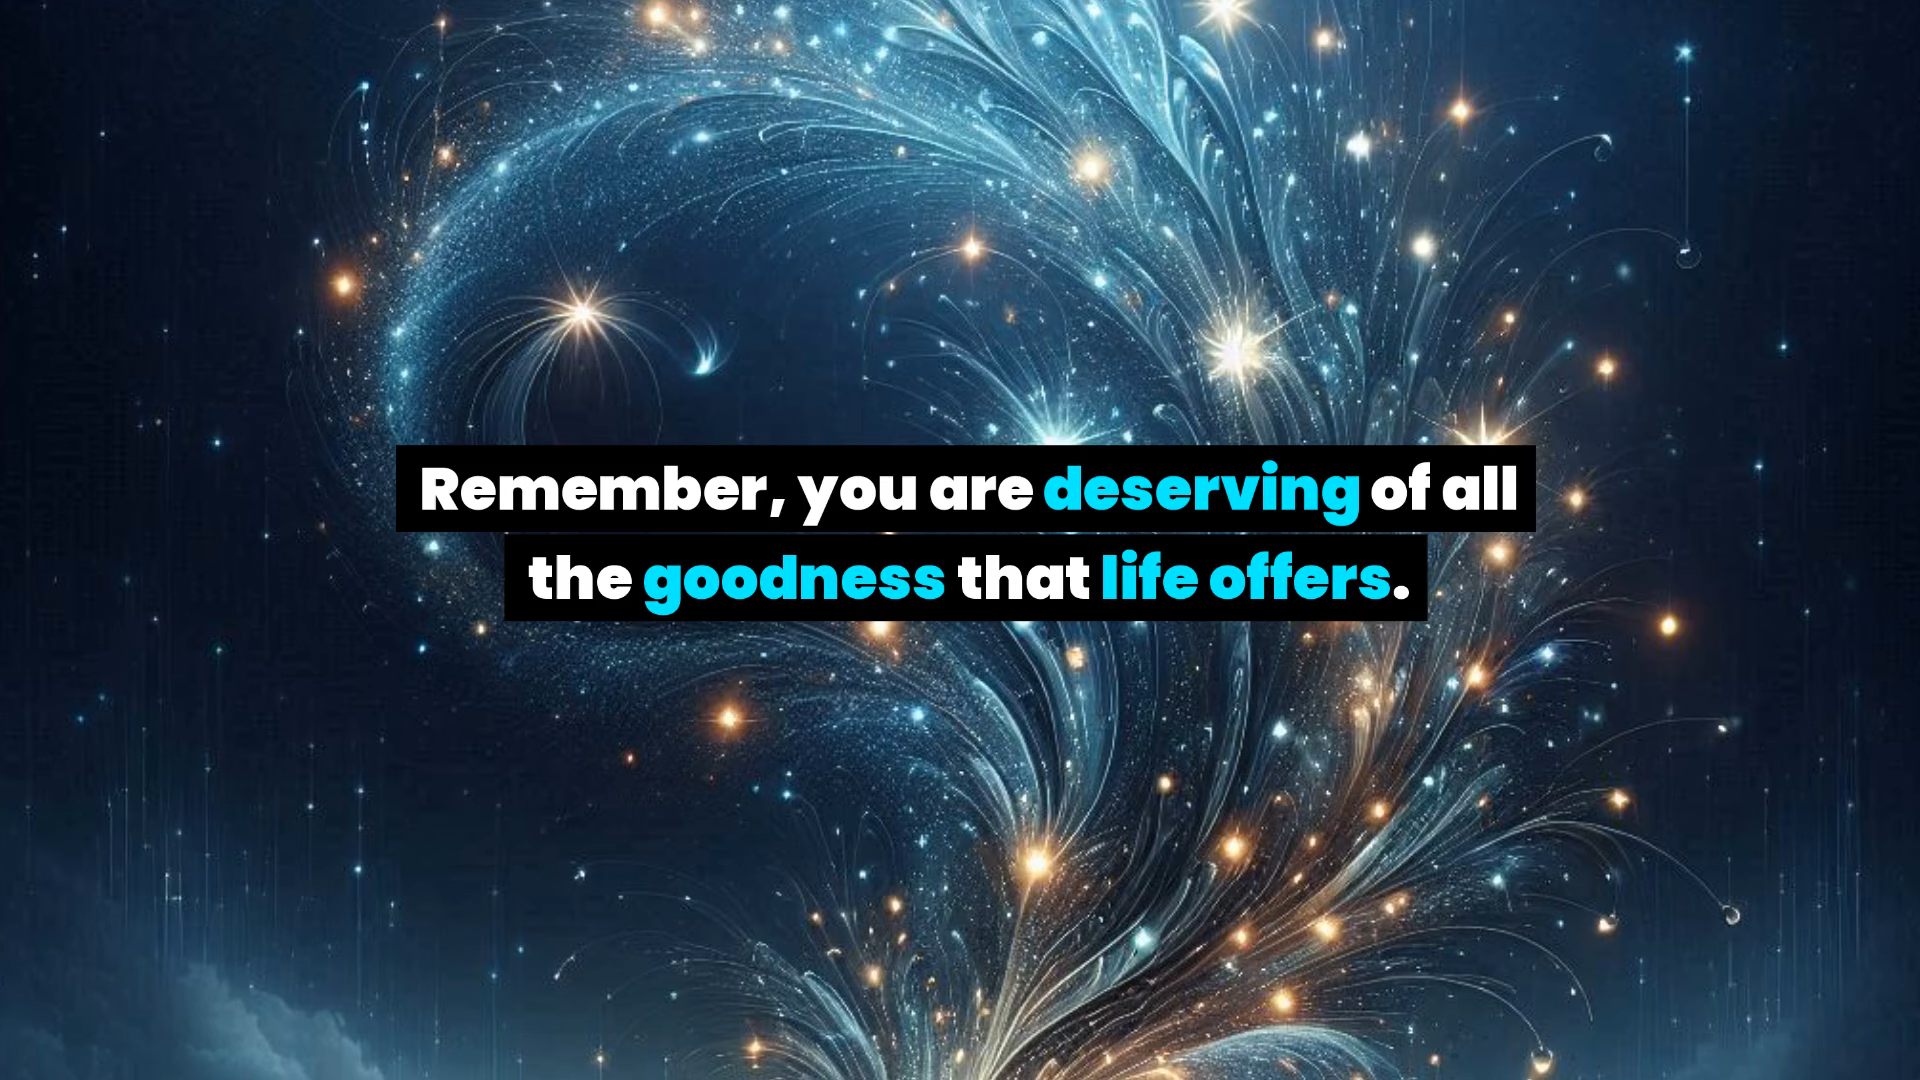 Remember, you are deserving of all
the goodness that life offers.